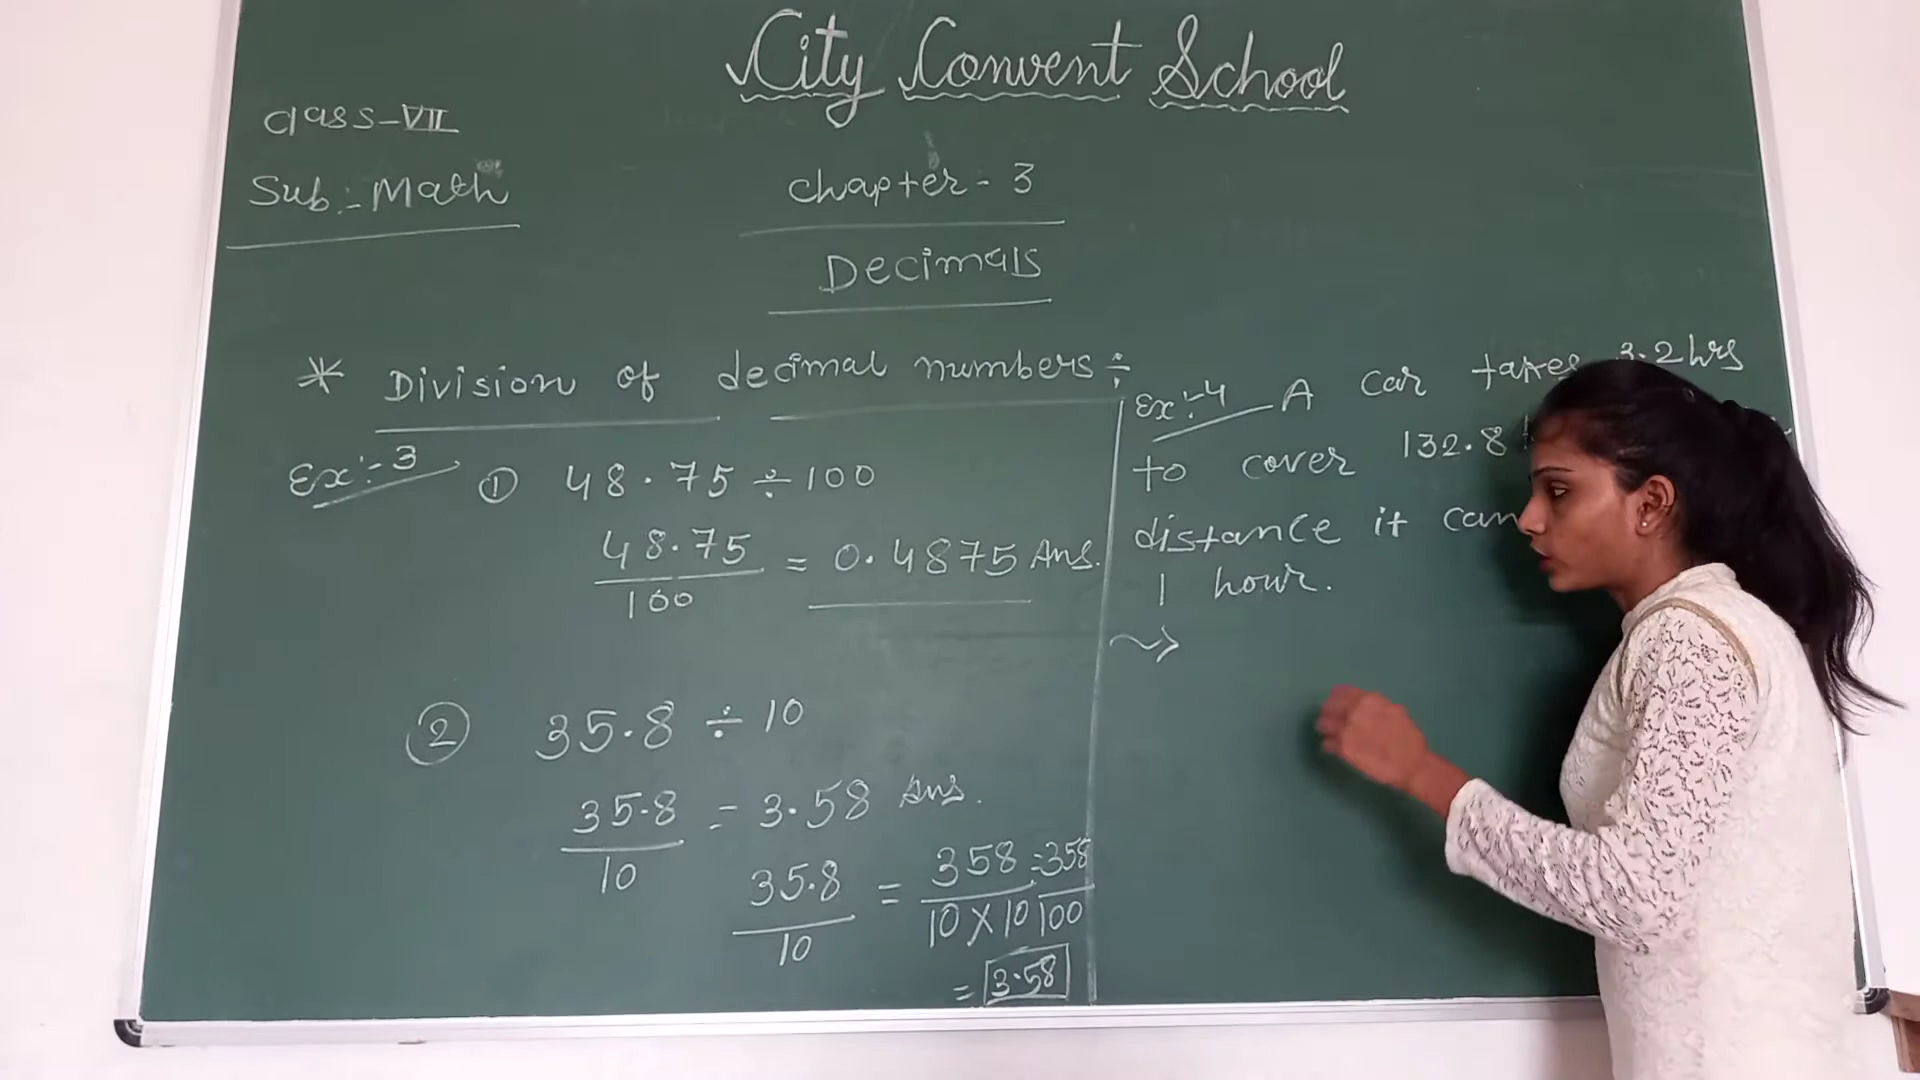 City Convent School
Class-VII
Sub:-Math
Chapter-3
Decimals
* Division of decimal numbers÷
Ex:-3 ① 48.75 ÷ 100
48.75
100
= 0.4875 Ans.
② 35.8 ÷ 10
35.8
10
= 3.58 Ans.
35.8
10
= 358
10 X 10
= 358
100
= 3.58
Ex:-4 A car takes 3.2 hrs
to cover 132.8
distance it can
1 hour.